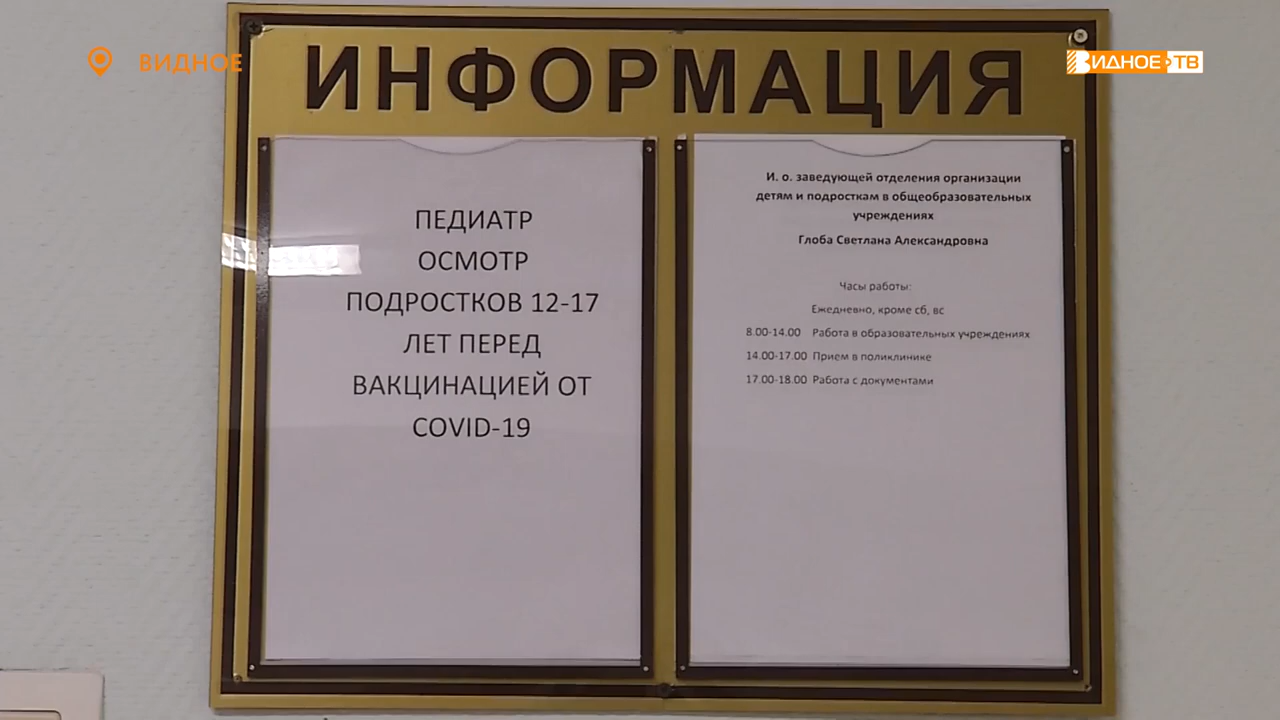 ВИДНОЕ
ВИДНОЕ ТВ
ИНФОРМАЦИЯ
ПЕДИАТР
ОСМОТР
ПОДРОСТКОВ 12-17
ЛЕТ ПЕРЕД
ВАКЦИНАЦИЕЙ ОТ
COVID-19
И. о. заведующей отделения организации
детям и подросткам в общеобразовательных
учреждениях
Глоба Светлана Александровна
Часы работы:
Ежедневно, кроме сб, вс
8.00-14.00 Работа в образовательных учреждениях
14.00-17.00 Прием в поликлинике
17.00-18.00 Работа с документами